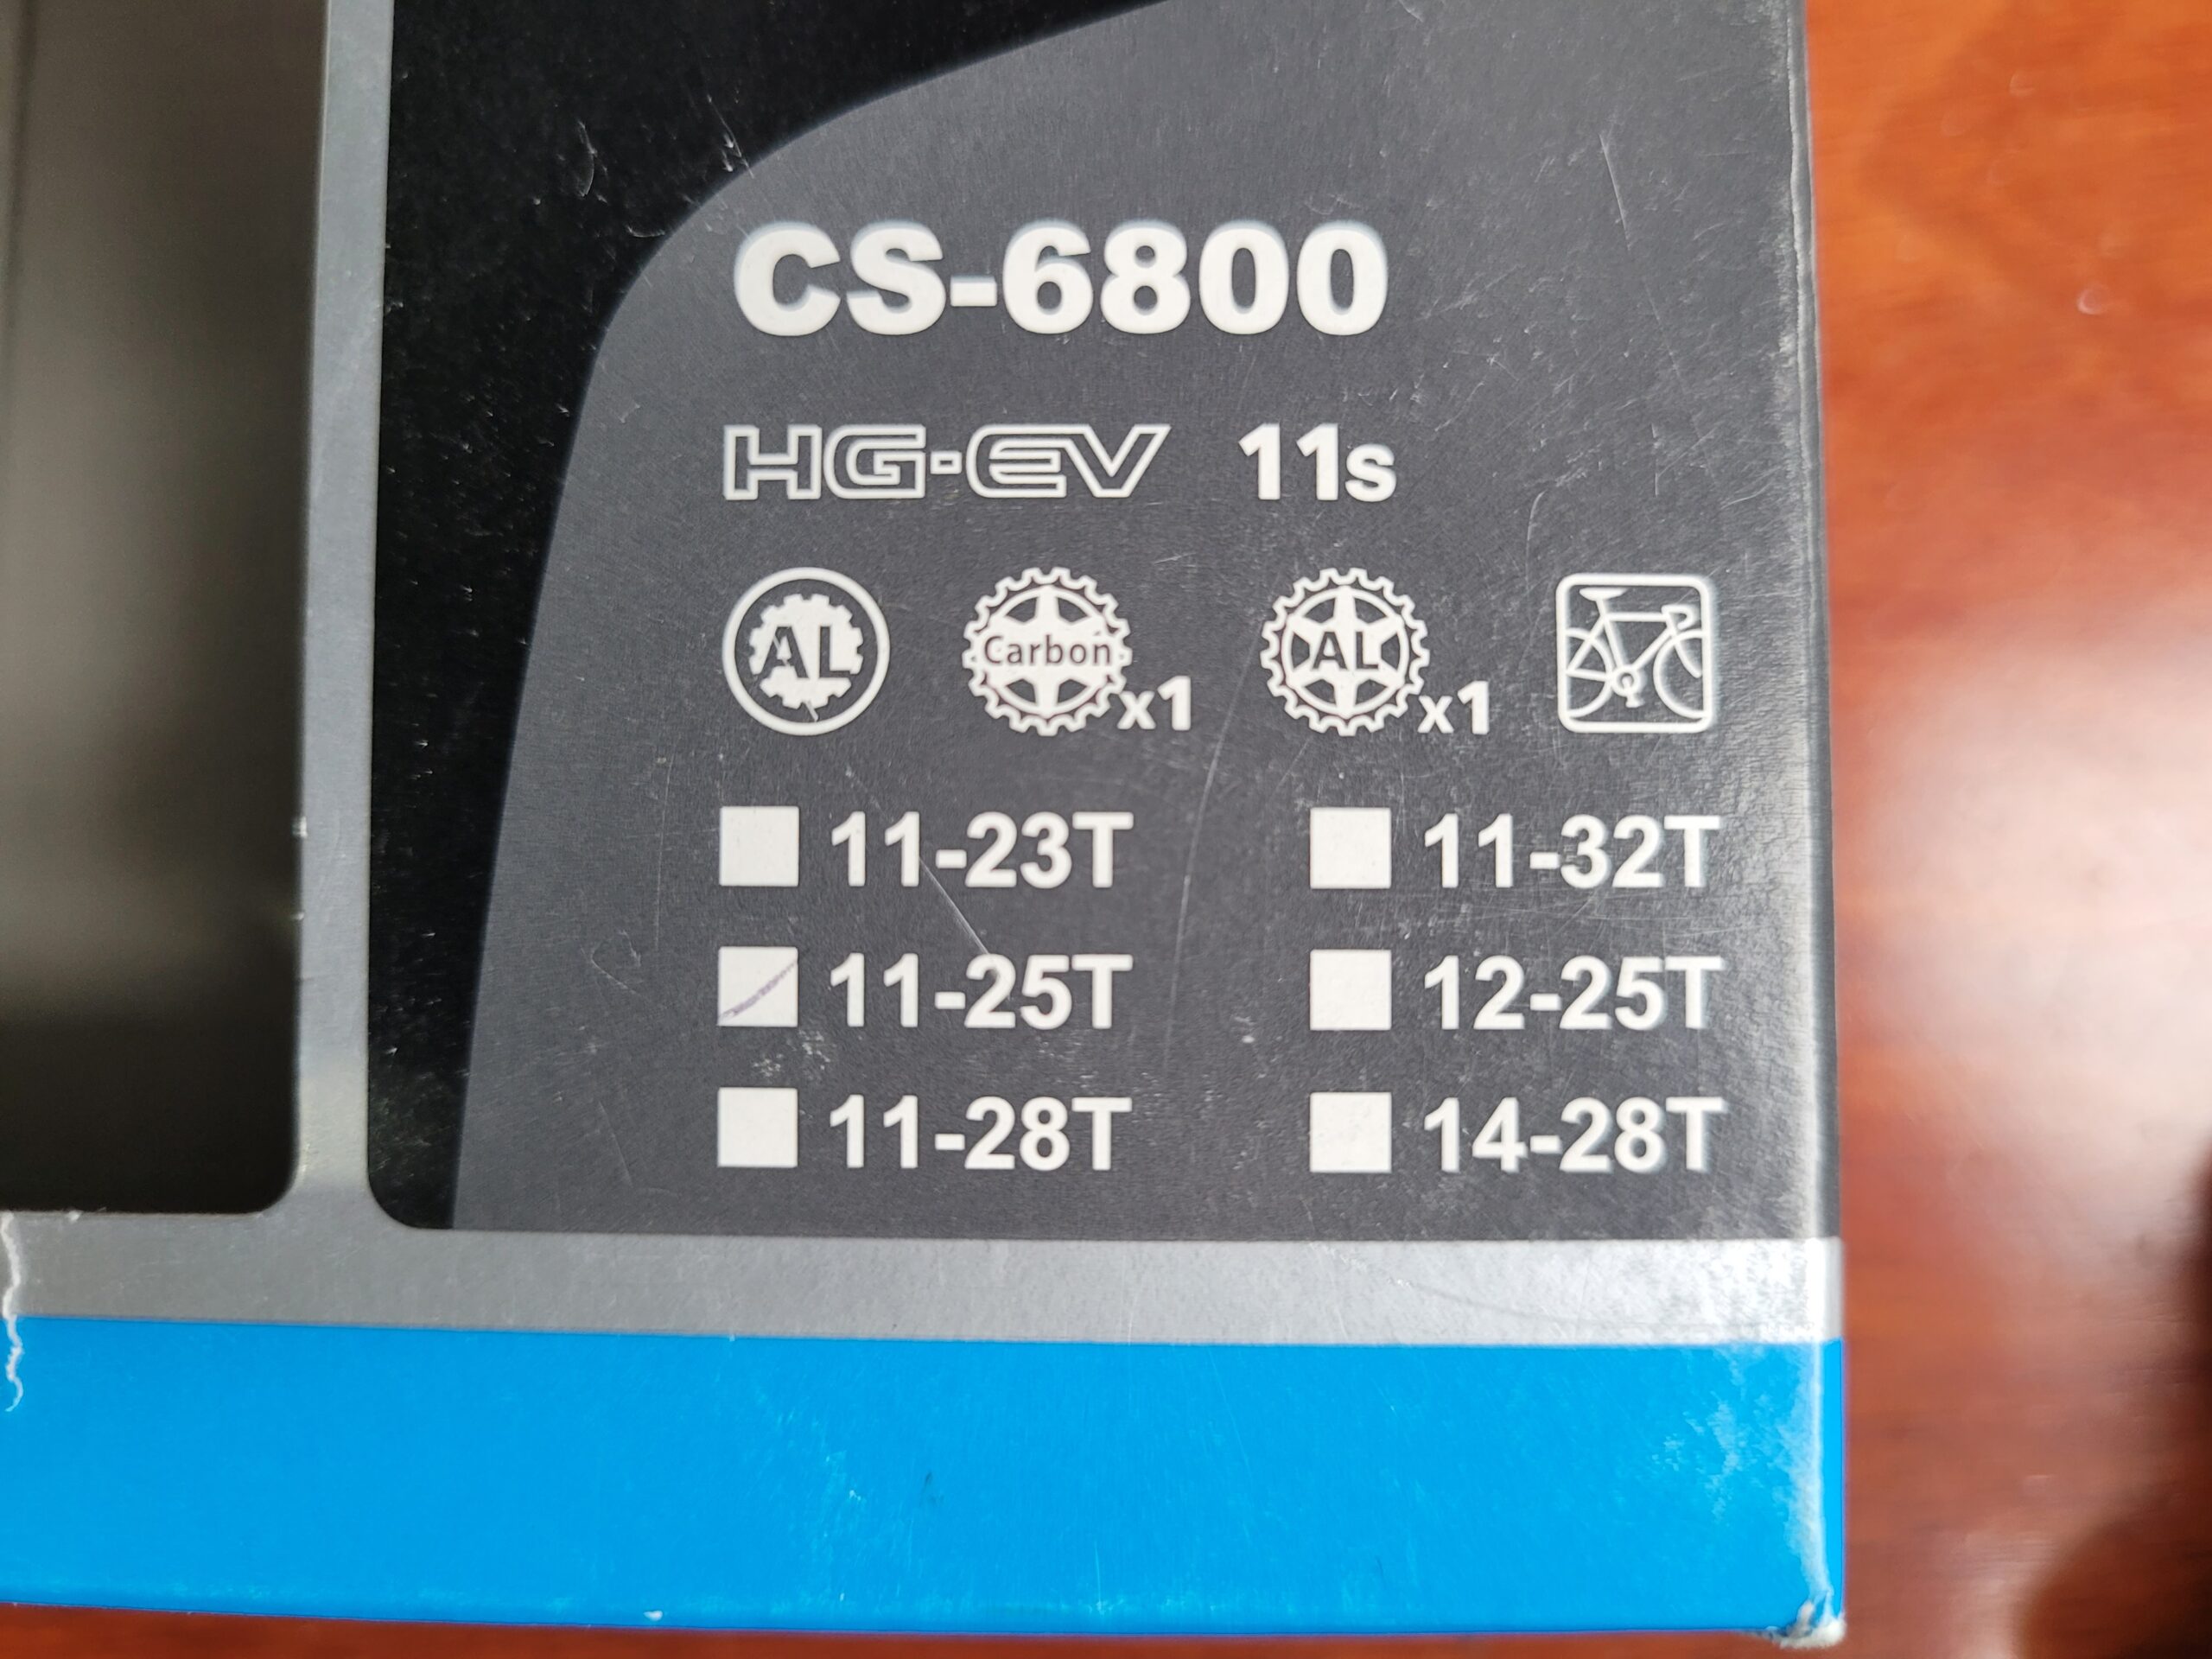 CS-6800
HG-EV 11s
AL Carbon x1 AL x1
11-23T 11-32T
11-25T 12-25T
11-28T 14-28T